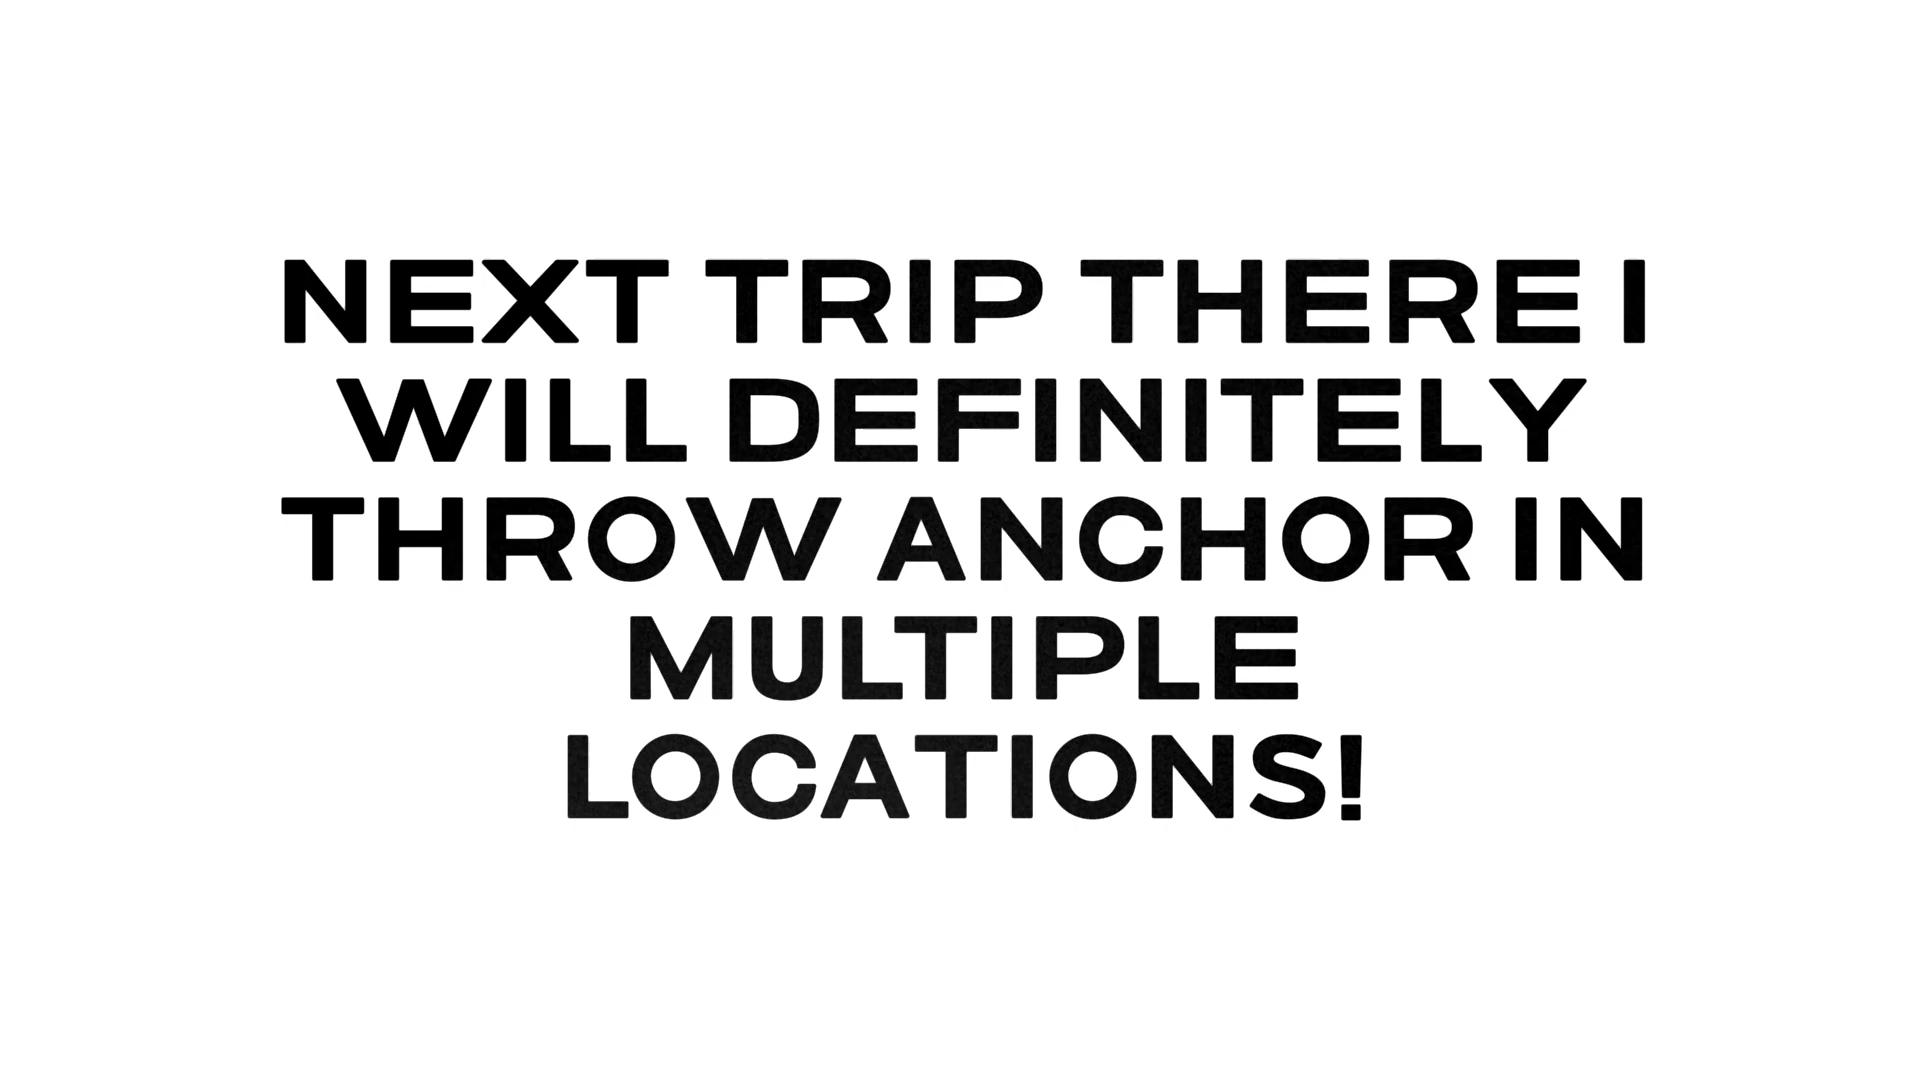 NEXT TRIP THERE I
WILL DEFINITELY
THROW ANCHOR IN
MULTIPLE
LOCATIONS!